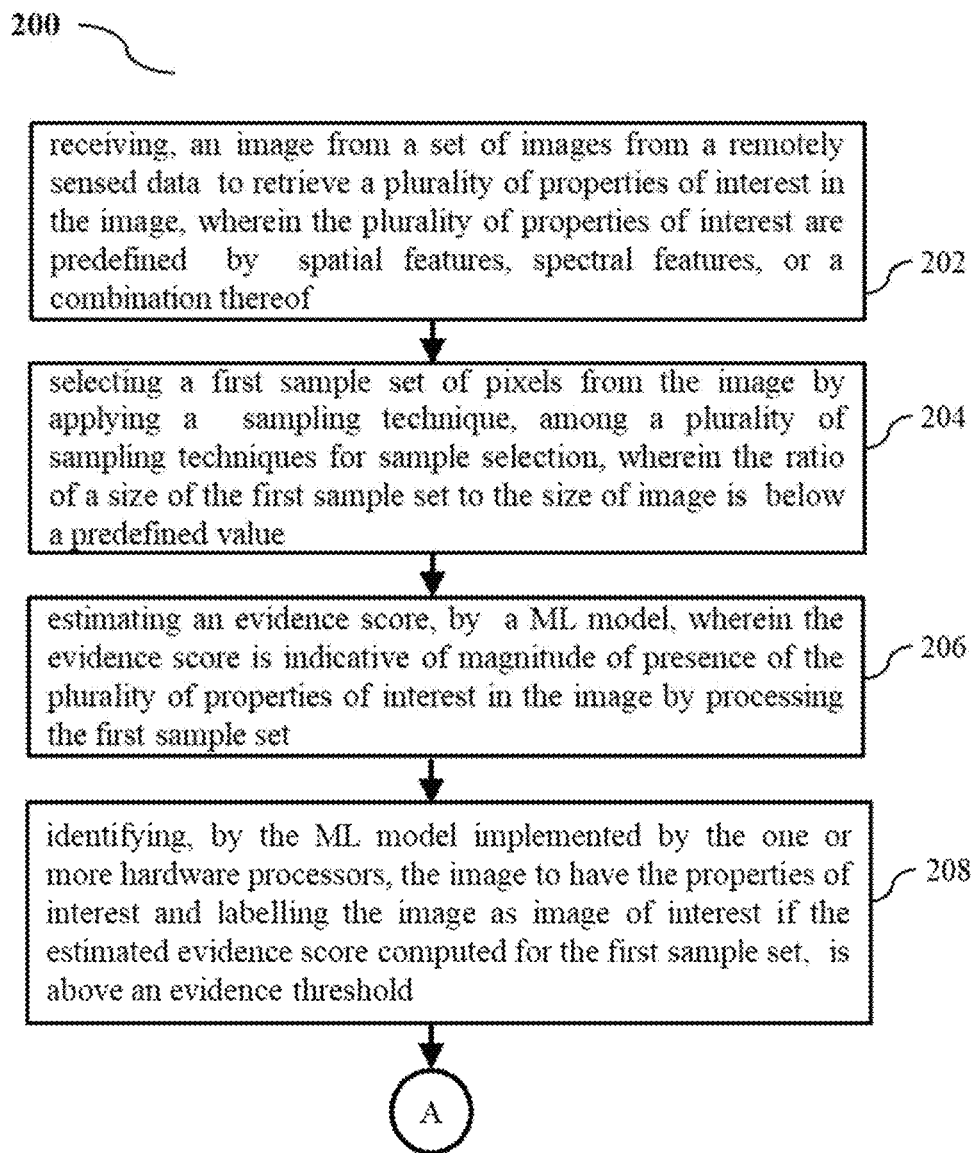 200
receiving, an image from a set of images from a remotely
sensed data to retrieve a plurality of properties of interest in
the image, wherein the plurality of properties of interest are
predefined by spatial features, spectral features, or a
combination thereof
202
selecting a first sample set of pixels from the image by
applying a sampling technique, among a plurality of
sampling techniques for sample selection, wherein the ratio
of a size of the first sample set to the size of image is below
a predefined value
204
estimating an evidence score, by a ML model, wherein the
evidence score is indicative of magnitude of presence of the
plurality of properties of interest in the image by processing
the first sample set
206
identifying, by the ML model implemented by the one or
more hardware processors, the image to have the properties of
interest and labelling the image as image of interest if the
estimated evidence score computed for the first sample set, is
above an evidence threshold
208
A